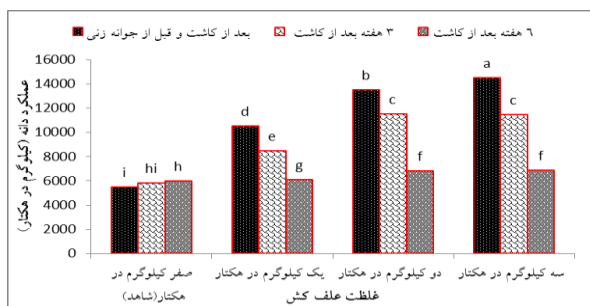 بعد از کاشت و قبل از جوانه زنی
۳ هفته بعد از کاشت
۶ هفته بعد از کاشت
عملکرد دانه (کیلوگرم در هکتار)
16000
14000
12000
10000
8000
6000
4000
2000
0
i hi h
d e g
b c f
a c f
صفر کیلوگرم در
هکتار(شاهد)
یک کیلوگرم در هکتار
دو کیلوگرم در هکتار
سه کیلوگرم در هکتار
غلظت علف کش